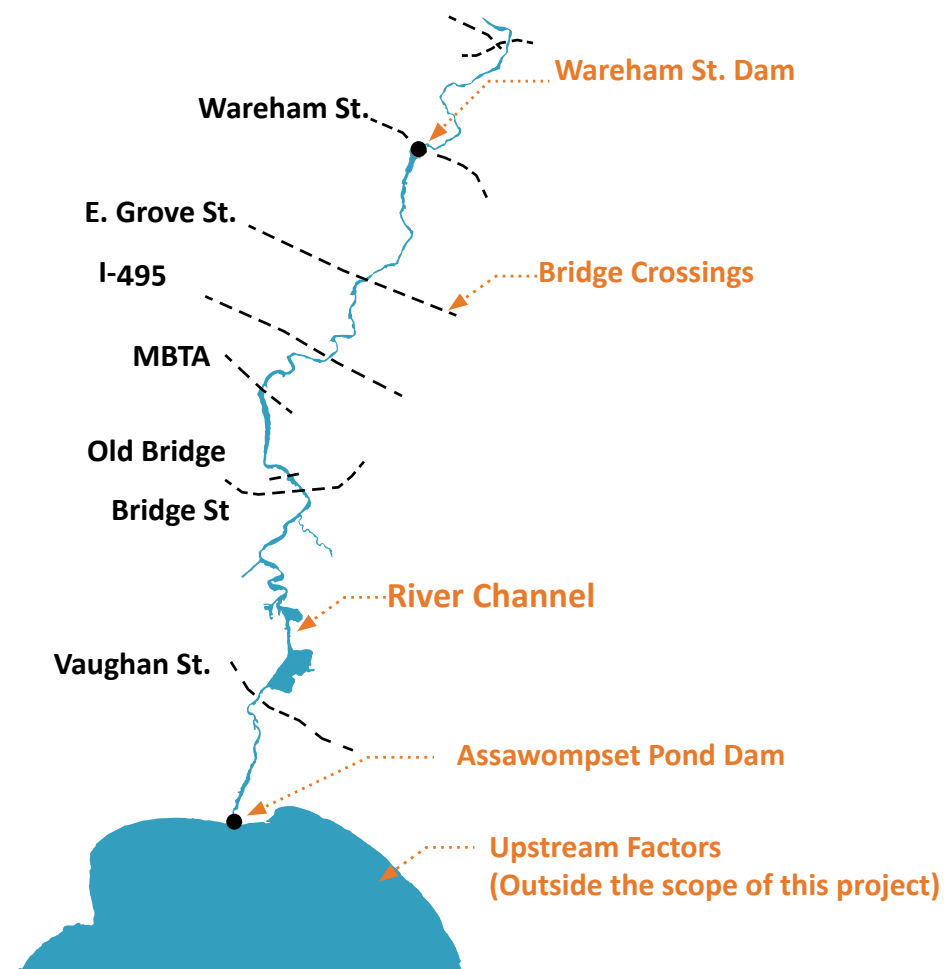 Wareham St. Dam
Wareham St.
E. Grove St.
I-495
Bridge Crossings
MBTA
Old Bridge
Bridge St
River Channel
Vaughan St.
Assawompset Pond Dam
Upstream Factors
(Outside the scope of this project)